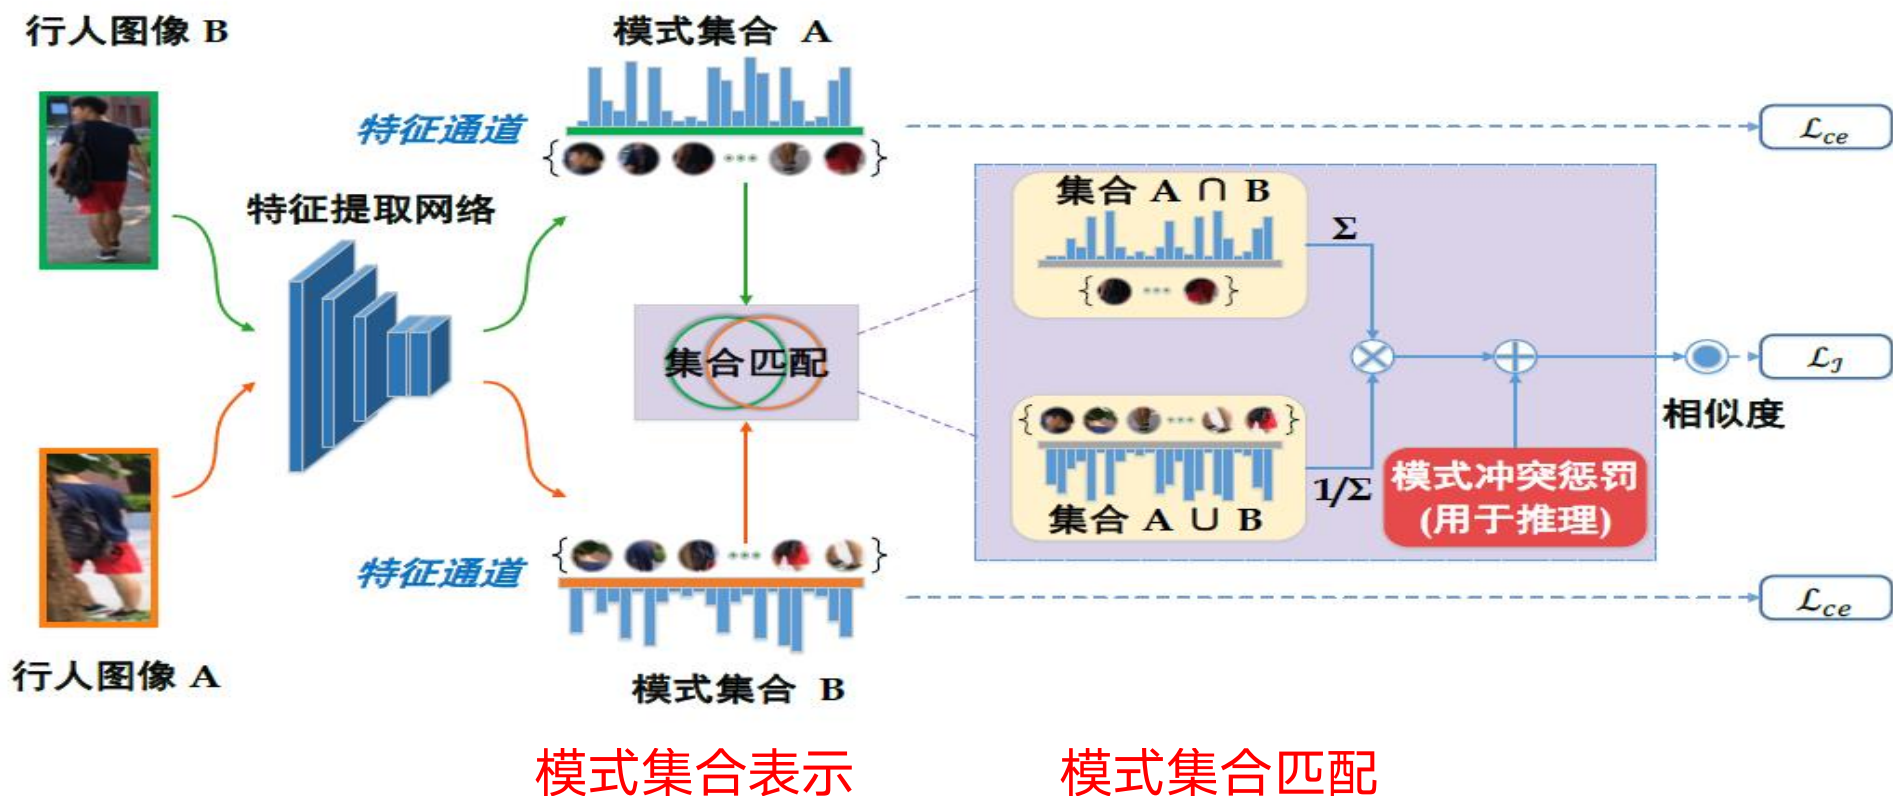 行人图像 B
模式集合 A
特征通道
ℒce
特征提取网络
集合 A ∩ B
Σ
集合匹配
ℒ𝒥
相似度
1/Σ
模式冲突惩罚
(用于推理)
集合 A ∪ B
特征通道
ℒce
行人图像 A
模式集合 B
模式集合表示
模式集合匹配